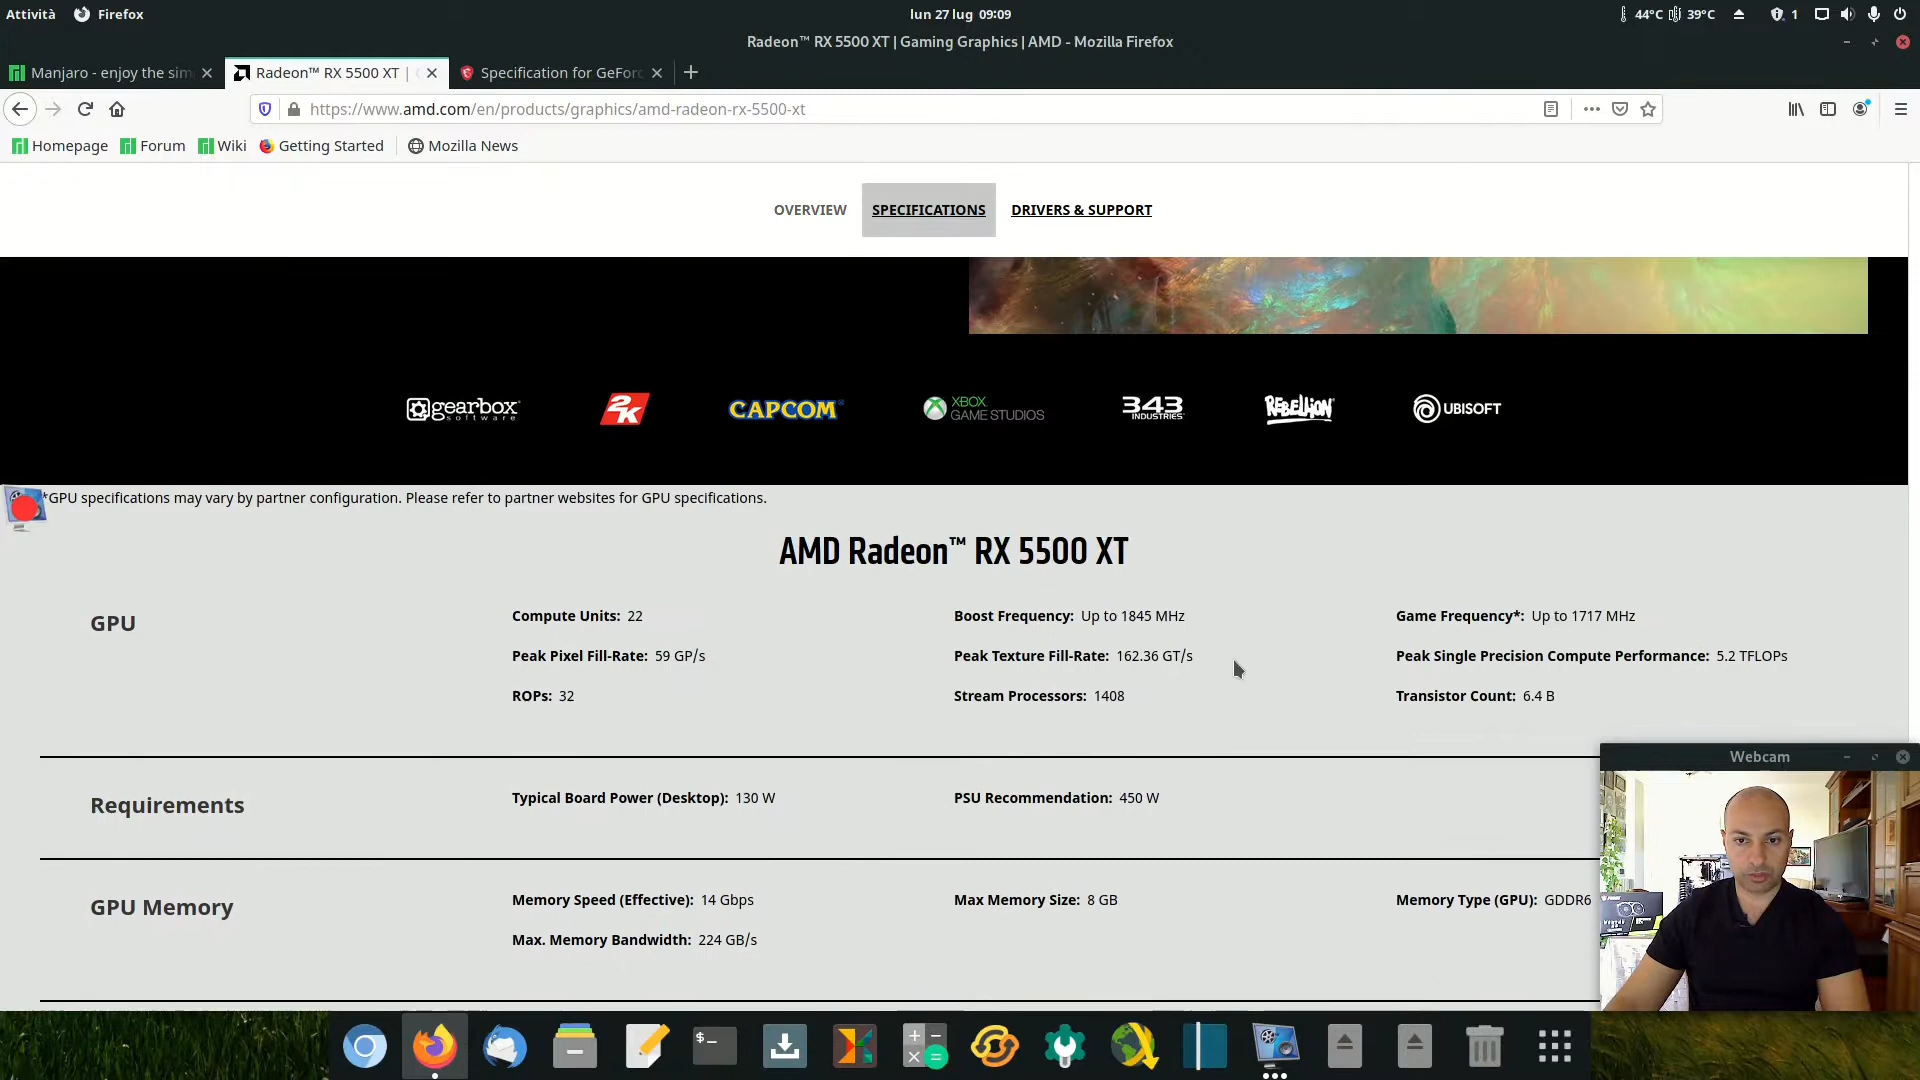 Attività Firefox lun 27 lug 09:09 44°C 39°C 1
Radeon™ RX 5500 XT | Gaming Graphics | AMD - Mozilla Firefox
Manjaro - enjoy the sim Radeon™ RX 5500 XT | Specification for GeForc
https://www.amd.com/en/products/graphics/amd-radeon-rx-5500-xt
Homepage Forum Wiki Getting Started Mozilla News
OVERVIEW SPECIFICATIONS DRIVERS & SUPPORT
gearbox software 2K CAPCOM XBOX GAME STUDIOS 343 INDUSTRIES REBELLION UBISOFT
*GPU specifications may vary by partner configuration. Please refer to partner websites for GPU specifications.
AMD Radeon™ RX 5500 XT
GPU
Compute Units: 22 Boost Frequency: Up to 1845 MHz Game Frequency*: Up to 1717 MHz
Peak Pixel Fill-Rate: 59 GP/s Peak Texture Fill-Rate: 162.36 GT/s Peak Single Precision Compute Performance: 5.2 TFLOPs
ROPs: 32 Stream Processors: 1408 Transistor Count: 6.4 B
Webcam
Requirements
Typical Board Power (Desktop): 130 W PSU Recommendation: 450 W
GPU Memory
Memory Speed (Effective): 14 Gbps Max Memory Size: 8 GB Memory Type (GPU): GDDR6
Max. Memory Bandwidth: 224 GB/s